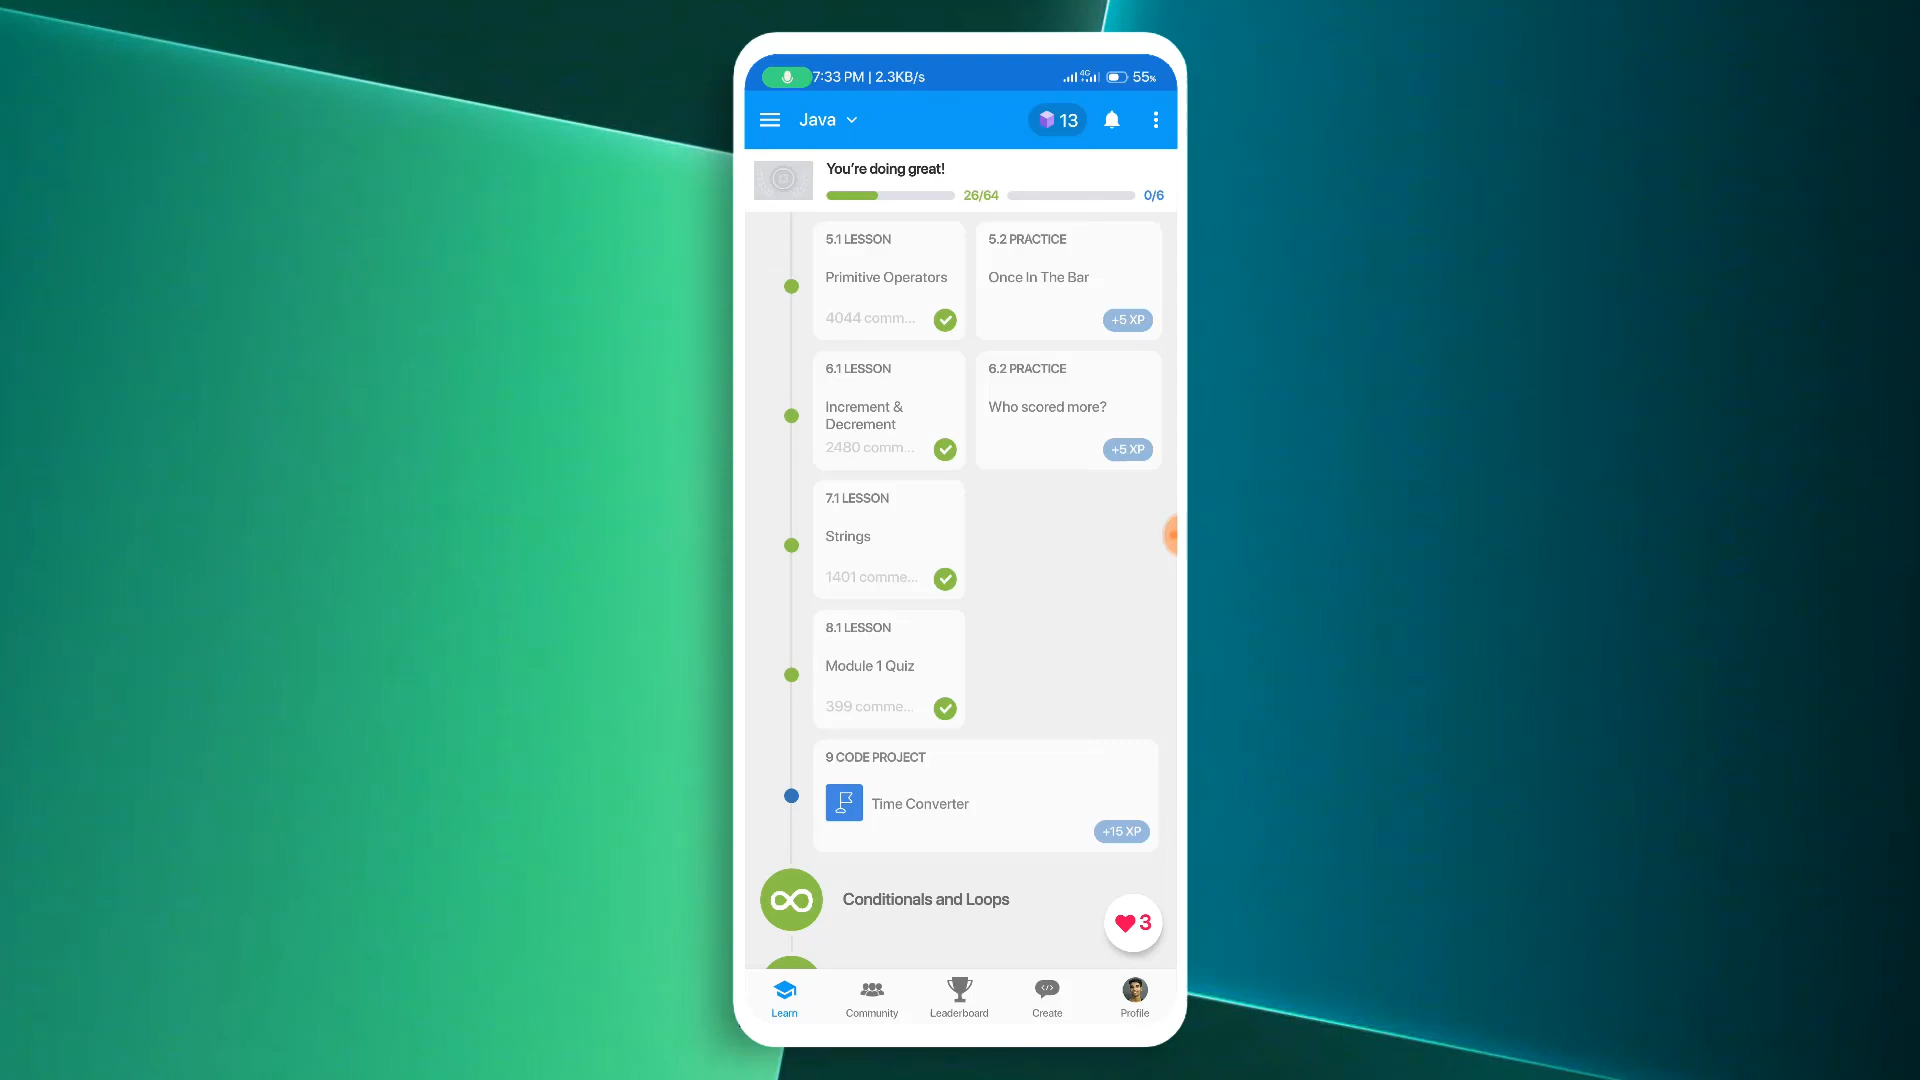 7:33 PM | 2.3KB/s
4G
55%
Java
13
You're doing great!
26/64
0/6
5.1 LESSON
Primitive Operators
4044 comm...
5.2 PRACTICE
Once In The Bar
+5 XP
6.1 LESSON
Increment &
Decrement
2480 comm...
6.2 PRACTICE
Who scored more?
+5 XP
7.1 LESSON
Strings
1401 comme...
8.1 LESSON
Module 1 Quiz
399 comme...
9 CODE PROJECT
Time Converter
+15 XP
Conditionals and Loops
3
Learn
Community
Leaderboard
Create
Profile